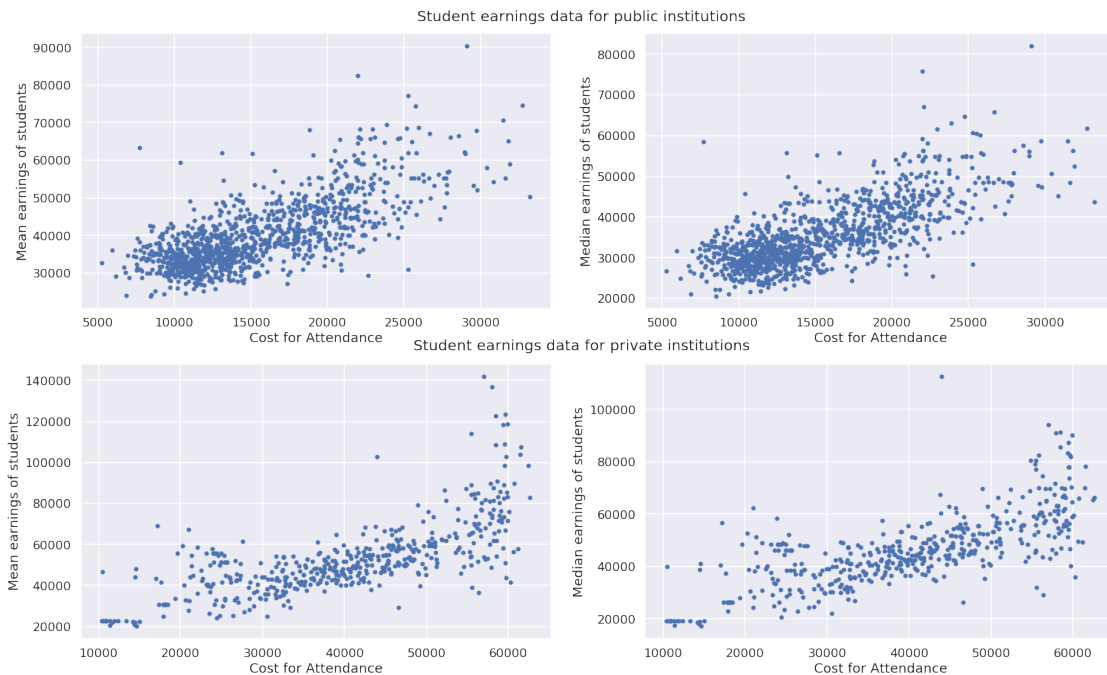 Student earnings data for public institutions
Mean earnings of students
90000
80000
70000
60000
50000
40000
30000
5000 10000 15000 20000 25000 30000
Cost for Attendance
Median earnings of students
80000
70000
60000
50000
40000
30000
20000
5000 10000 15000 20000 25000 30000
Cost for Attendance
Student earnings data for private institutions
Mean earnings of students
140000
120000
100000
80000
60000
40000
20000
10000 20000 30000 40000 50000 60000
Cost for Attendance
Median earnings of students
100000
80000
60000
40000
20000
10000 20000 30000 40000 50000 60000
Cost for Attendance